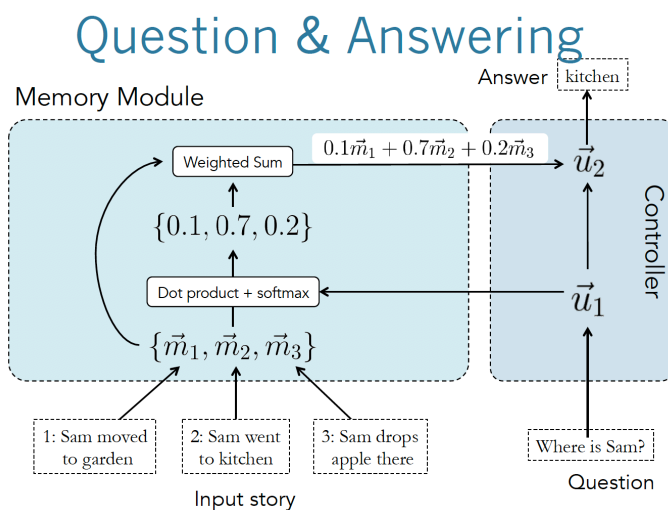 Question & Answering
Answer
kitchen
Memory Module
Weighted Sum
0.1m⃗₁ + 0.7m⃗₂ + 0.2m⃗₃
u⃗₂
{0.1, 0.7, 0.2}
Controller
Dot product + softmax
u⃗₁
{m⃗₁, m⃗₂, m⃗₃}
1: Sam moved
to garden
2: Sam went
to kitchen
3: Sam drops
apple there
Where is Sam?
Question
Input story